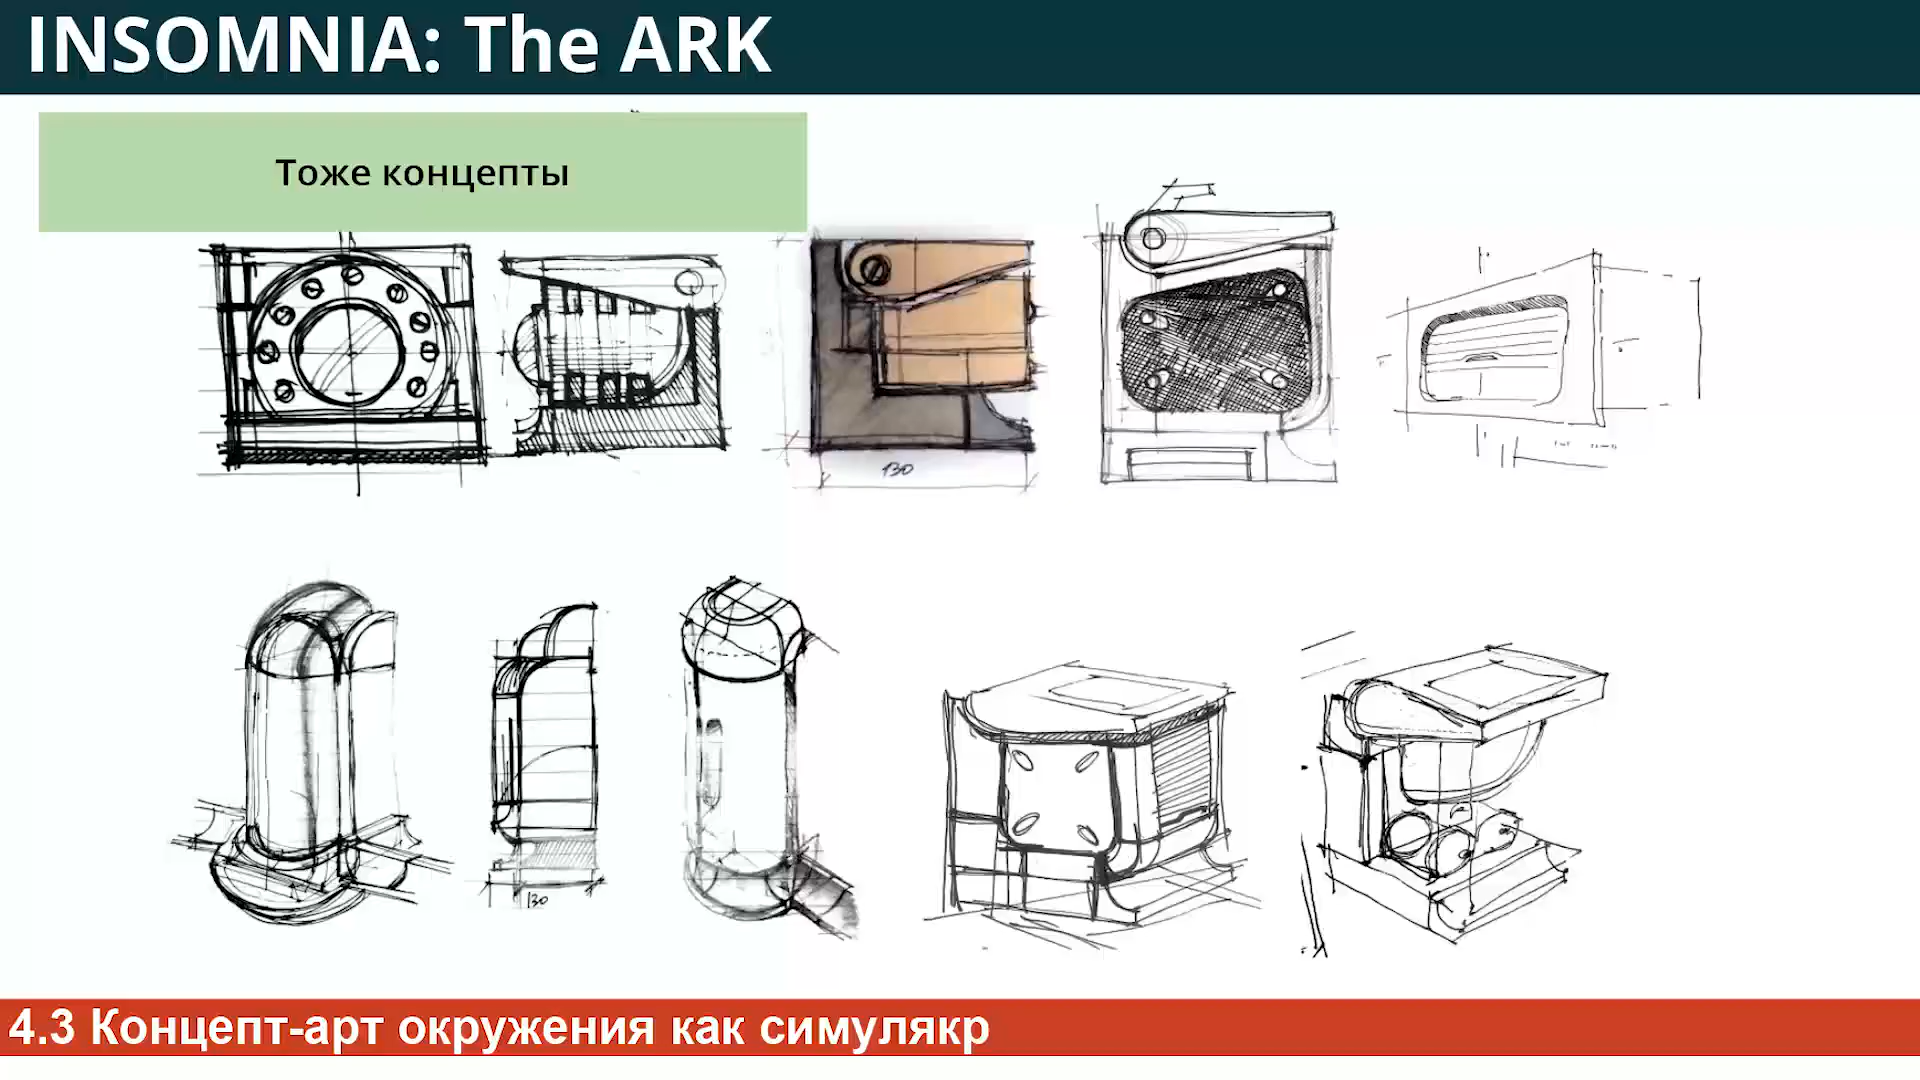 INSOMNIA: The ARK
Тоже концепты
130
130
4.3 Концепт-арт окружения как симулякр